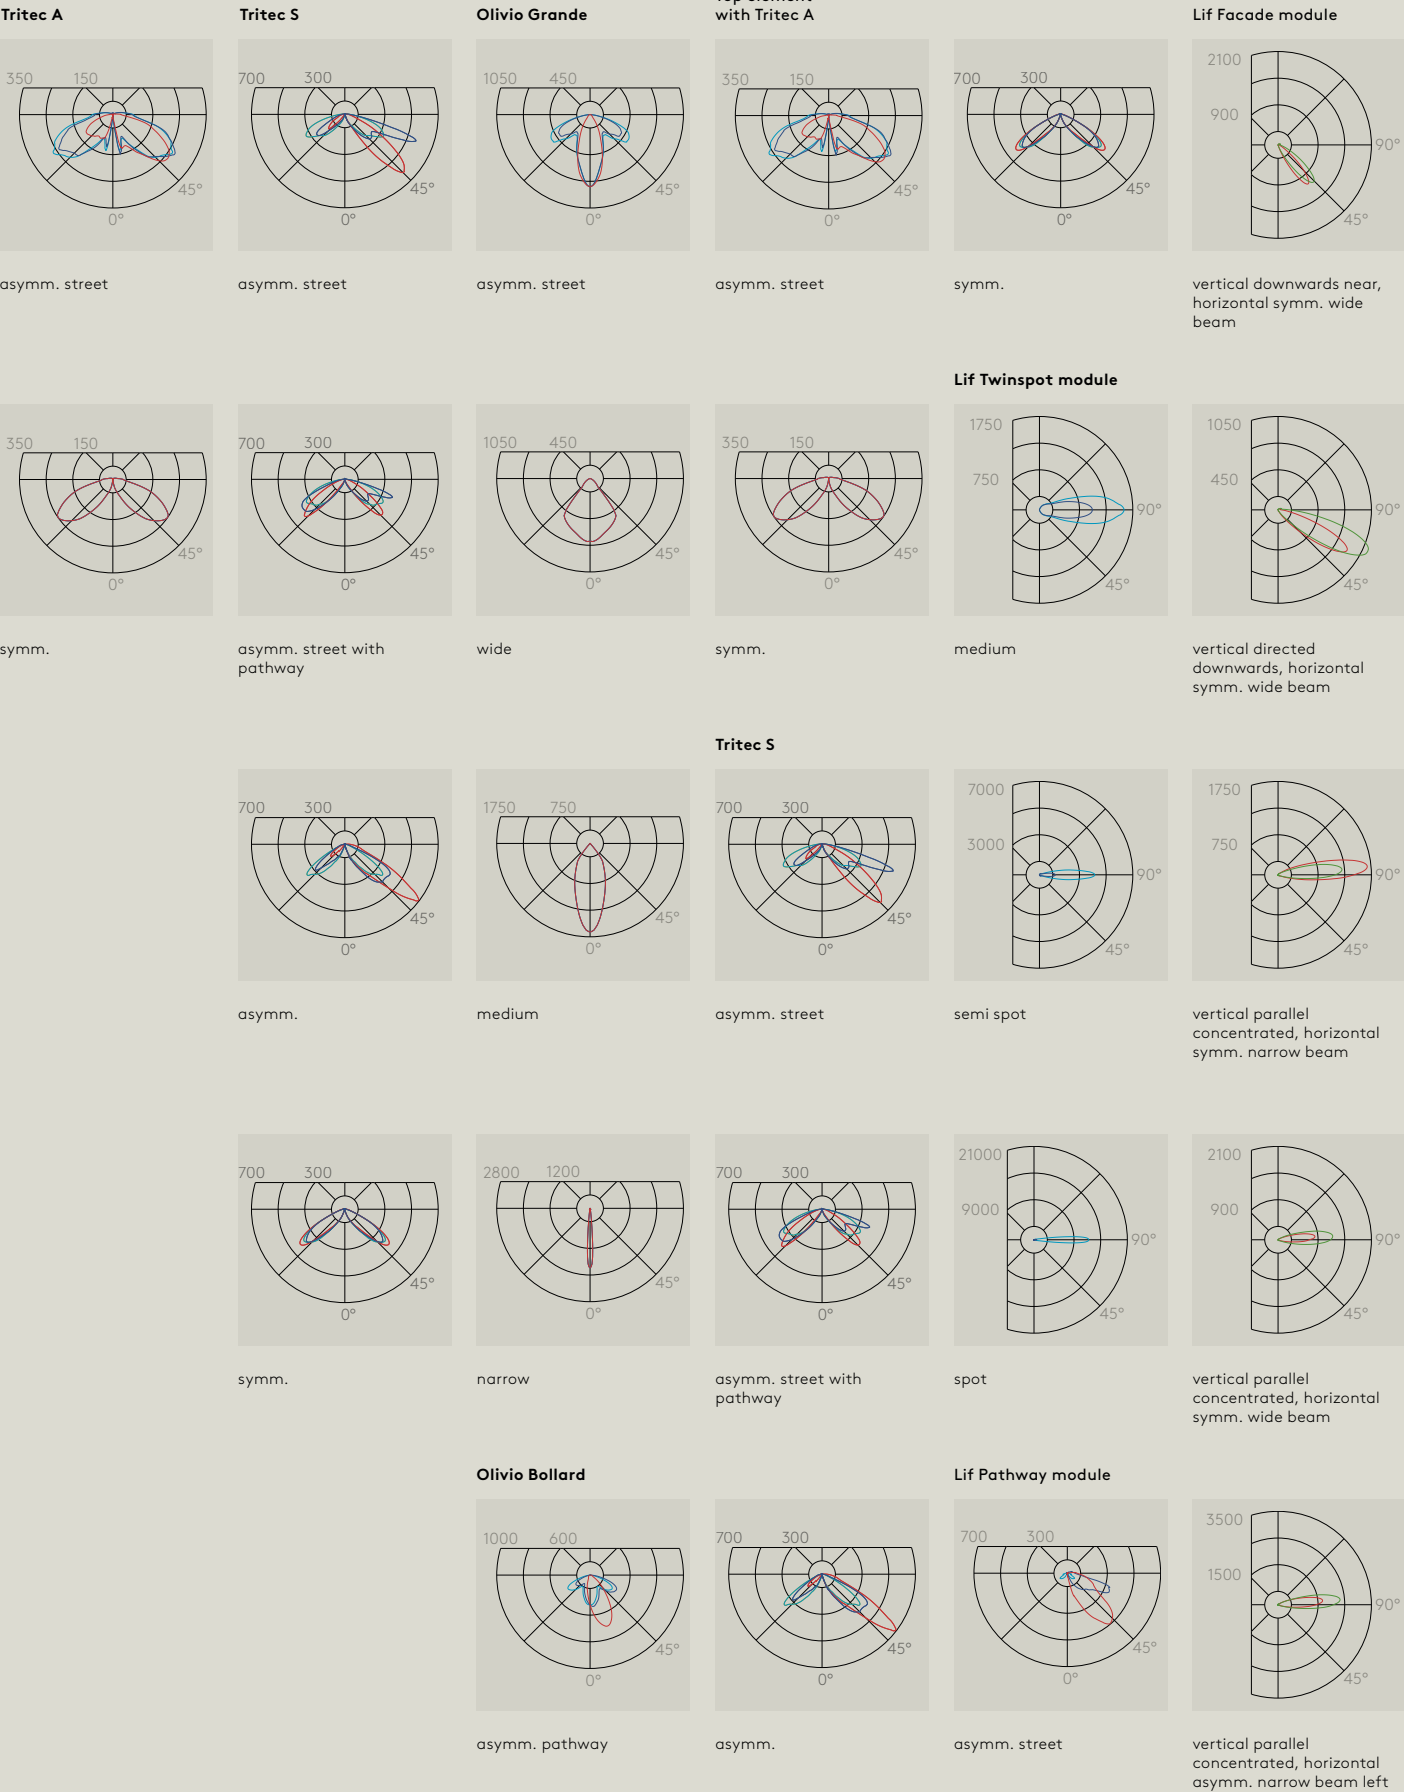 Tritec A
Tritec S
Olivio Grande
with Tritec A
Lif Facade module
350 150
45°
0°
700 300
45°
0°
1050 450
45°
0°
350 150
45°
0°
700 300
45°
0°
2100
900
90°
45°
asymm. street
asymm. street
asymm. street
asymm. street
symm.
vertical downwards near,
horizontal symm. wide
beam
Lif Twinspot module
350 150
45°
0°
700 300
45°
0°
1050 450
45°
0°
350 150
45°
0°
1750
750
90°
45°
1050
450
90°
45°
symm.
asymm. street with
pathway
wide
symm.
medium
vertical directed
downwards, horizontal
symm. wide beam
Tritec S
700 300
45°
0°
1750 750
45°
0°
700 300
45°
0°
7000
3000
90°
45°
1750
750
90°
45°
asymm.
medium
asymm. street
semi spot
vertical parallel
concentrated, horizontal
symm. narrow beam
700 300
45°
0°
2800 1200
45°
0°
700 300
45°
0°
21000
9000
90°
45°
2100
900
90°
45°
symm.
narrow
asymm. street with
pathway
spot
vertical parallel
concentrated, horizontal
symm. wide beam
Olivio Bollard
Lif Pathway module
1000 600
45°
0°
700 300
45°
0°
700 300
45°
0°
3500
1500
90°
45°
asymm. pathway
asymm.
asymm. street
vertical parallel
concentrated, horizontal
asymm. narrow beam left